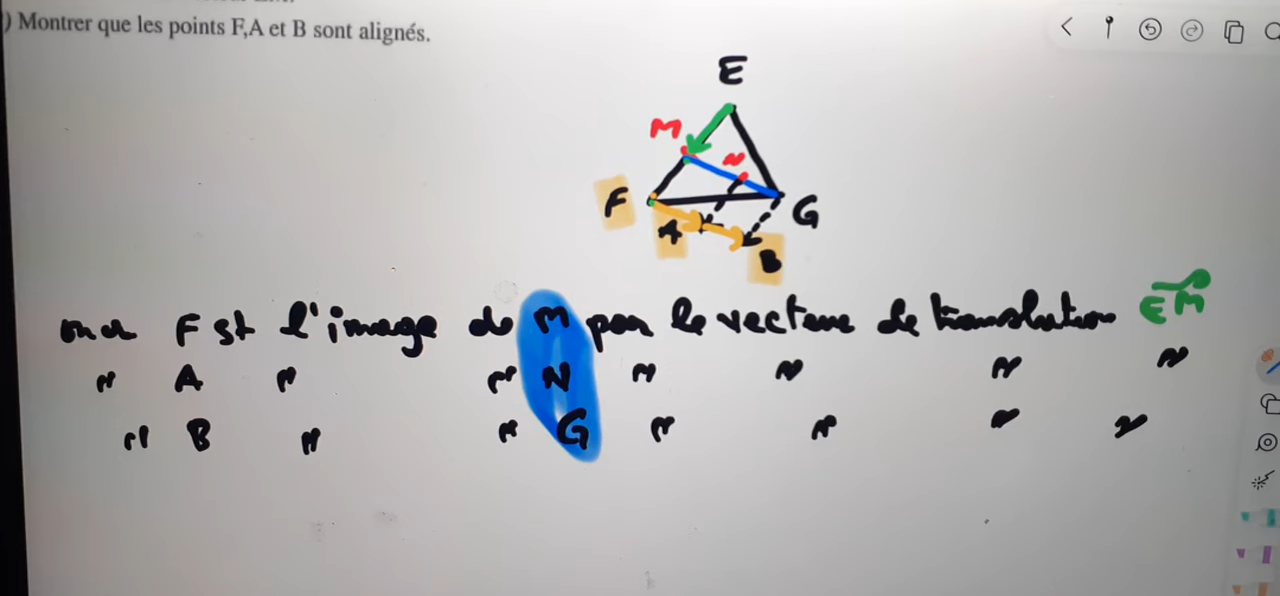 ) Montrer que les points F,A et B sont alignés.
E
M
N
F
G
A
B
on a F est l'image de M par le vecteur de translation EM
" A " " N " " " "
" B " " G " " " "